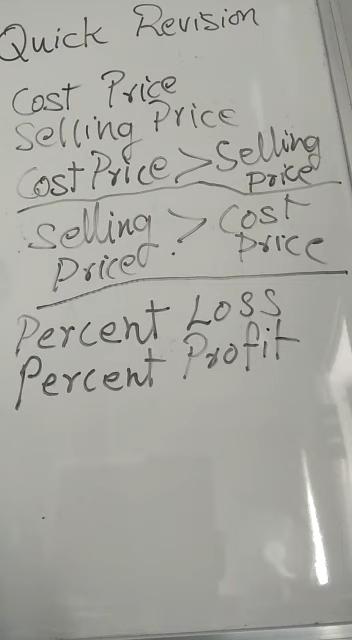 Quick Revision
Cost Price
Selling Price
Cost Price > Selling Price
Selling Price > Cost Price
Percent Loss
Percent Profit